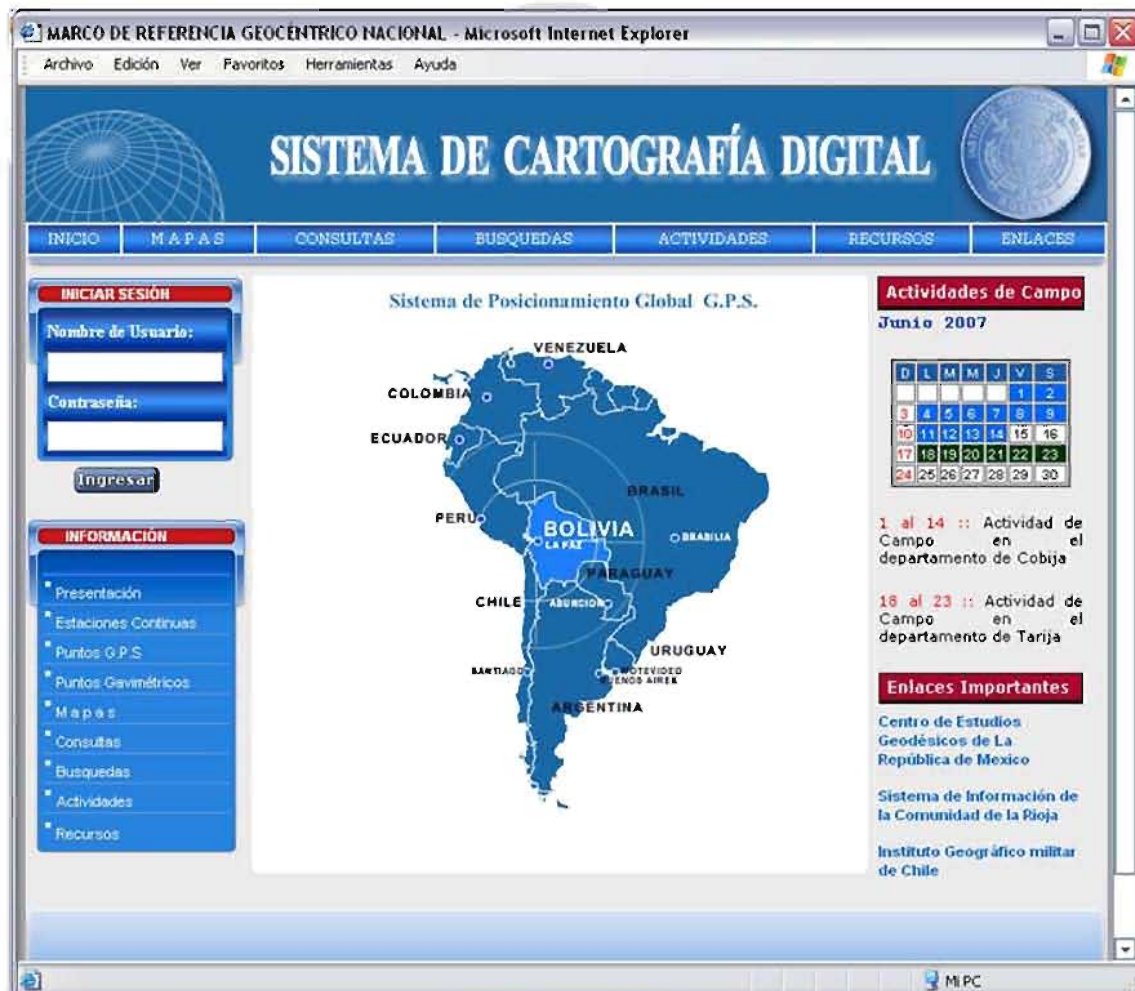 MARCO DE REFERENCIA GEOCÉNTRICO NACIONAL - Microsoft Internet Explorer
Archivo Edición Ver Favoritos Herramientas Ayuda
SISTEMA DE CARTOGRAFÍA DIGITAL
INICIO M A P A S CONSULTAS BUSQUEDAS ACTIVIDADES RECURSOS ENLACES
INICIAR SESIÓN
Nombre de Usuario:
Contraseña:
Ingresar
INFORMACIÓN
Presentación
Estaciones Continuas
Puntos G.P.S
Puntos Gavimétricos
M a p a s
Consultas
Busquedas
Actividades
Recursos
Sistema de Posicionamiento Global G.P.S.
VENEZUELA
COLOMBIA
ECUADOR
BRASIL
PERU
BOLIVIA
LA PAZ
BRASILIA
PARAGUAY
CHILE
ASUNCION
URUGUAY
SANTIAGO
MOTEVIDEO
BUENOS AIRES
ARGENTINA
Actividades de Campo
Junio 2007
D L M M J V S
1 2
3 4 5 6 7 8 9
10 11 12 13 14 15 16
17 18 19 20 21 22 23
24 25 26 27 28 29 30
1 al 14 :: Actividad de
Campo en el
departamento de Cobija
18 al 23 :: Actividad de
Campo en el
departamento de Tarija
Enlaces Importantes
Centro de Estudios
Geodésicos de La
República de Mexico
Sistema de Información de
la Comunidad de la Rioja
Instituto Geográfico militar
de Chile
Mi PC